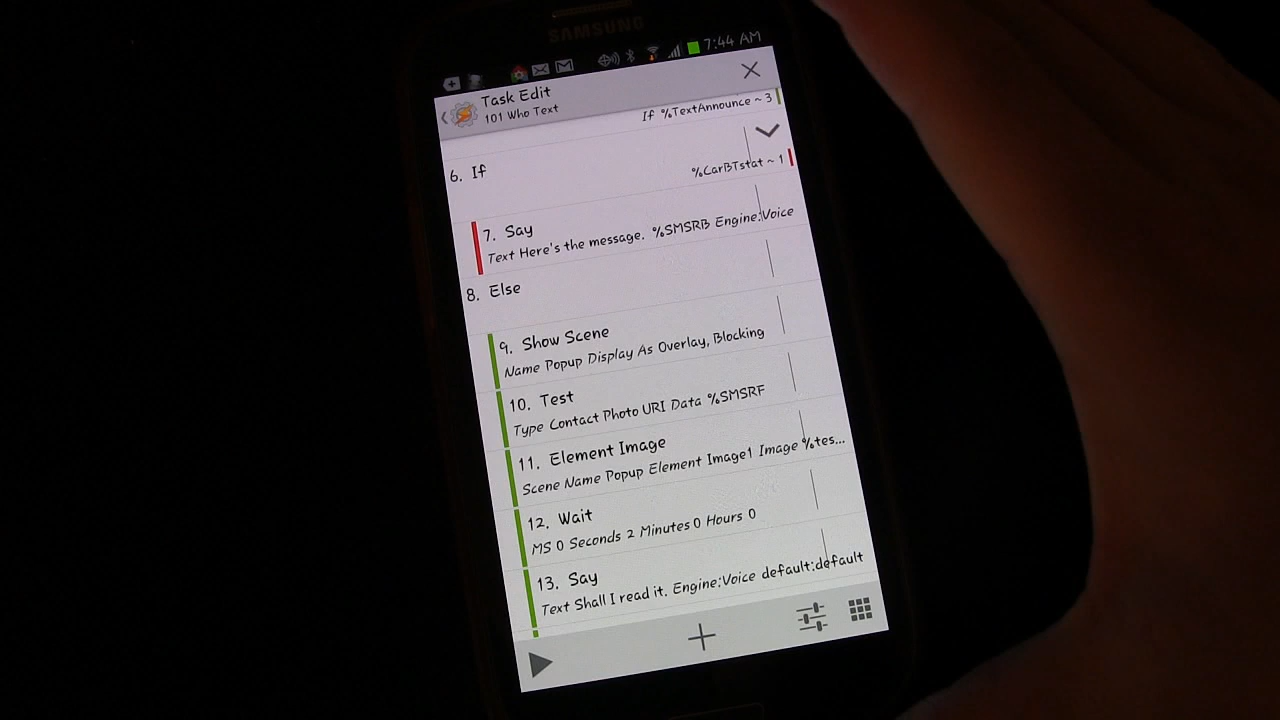 SAMSUNG
7:44 AM
Task Edit
101 Who Text
If %TextAnnounce ~ 3
6. If
%CarBTstat ~ 1
7. Say
Text Here's the message. %SMSRB Engine:Voice
8. Else
9. Show Scene
Name Popup Display As Overlay, Blocking
10. Test
Type Contact Photo URI Data %SMSRF
11. Element Image
Scene Name Popup Element Image1 Image %tes...
12. Wait
MS 0 Seconds 2 Minutes 0 Hours 0
13. Say
Text Shall I read it. Engine:Voice default:default